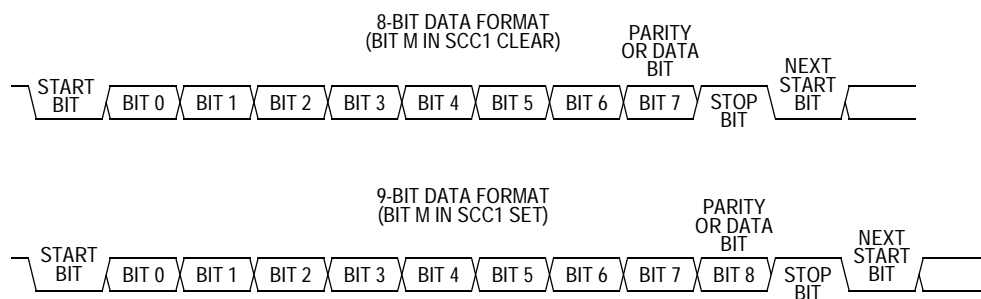 8-BIT DATA FORMAT
(BIT M IN SCC1 CLEAR)
PARITY
OR DATA
BIT
START
BIT
BIT 0
BIT 1
BIT 2
BIT 3
BIT 4
BIT 5
BIT 6
BIT 7
STOP
BIT
NEXT
START
BIT
9-BIT DATA FORMAT
(BIT M IN SCC1 SET)
PARITY
OR DATA
BIT
START
BIT
BIT 0
BIT 1
BIT 2
BIT 3
BIT 4
BIT 5
BIT 6
BIT 7
BIT 8
STOP
BIT
NEXT
START
BIT